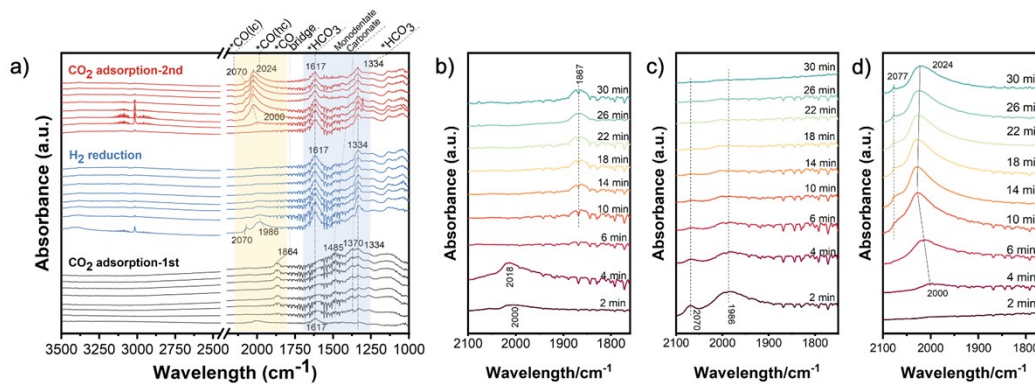 a)
*CO(lc)
*CO(hc)
*CO
bridge
*HCO3
Monodentate
Carbonate
*HCO3
CO2 adsorption-2nd
2070
2024
2000
1617
1334
H2 reduction
1617
1334
2070
1986
CO2 adsorption-1st
1864
1485
1370
1334
1617
Absorbance (a.u.)
3500 3000 2500 2000 1500 1250 1000
Wavelength (cm-1)
b)
1867
30 min
26 min
22 min
18 min
14 min
10 min
6 min
2018
4 min
2000
2 min
Absorbance (a.u.)
2100 2000 1900 1800
Wavelength/cm-1
c)
30 min
26 min
22 min
18 min
14 min
10 min
6 min
4 min
2 min
2070
1986
Absorbance (a.u.)
2100 2000 1900 1800
Wavelength/cm-1
d)
2077
2024
30 min
26 min
22 min
18 min
14 min
10 min
6 min
4 min
2000
2 min
Absorbance (a.u.)
2100 2000 1900 1800
Wavelength/cm-1